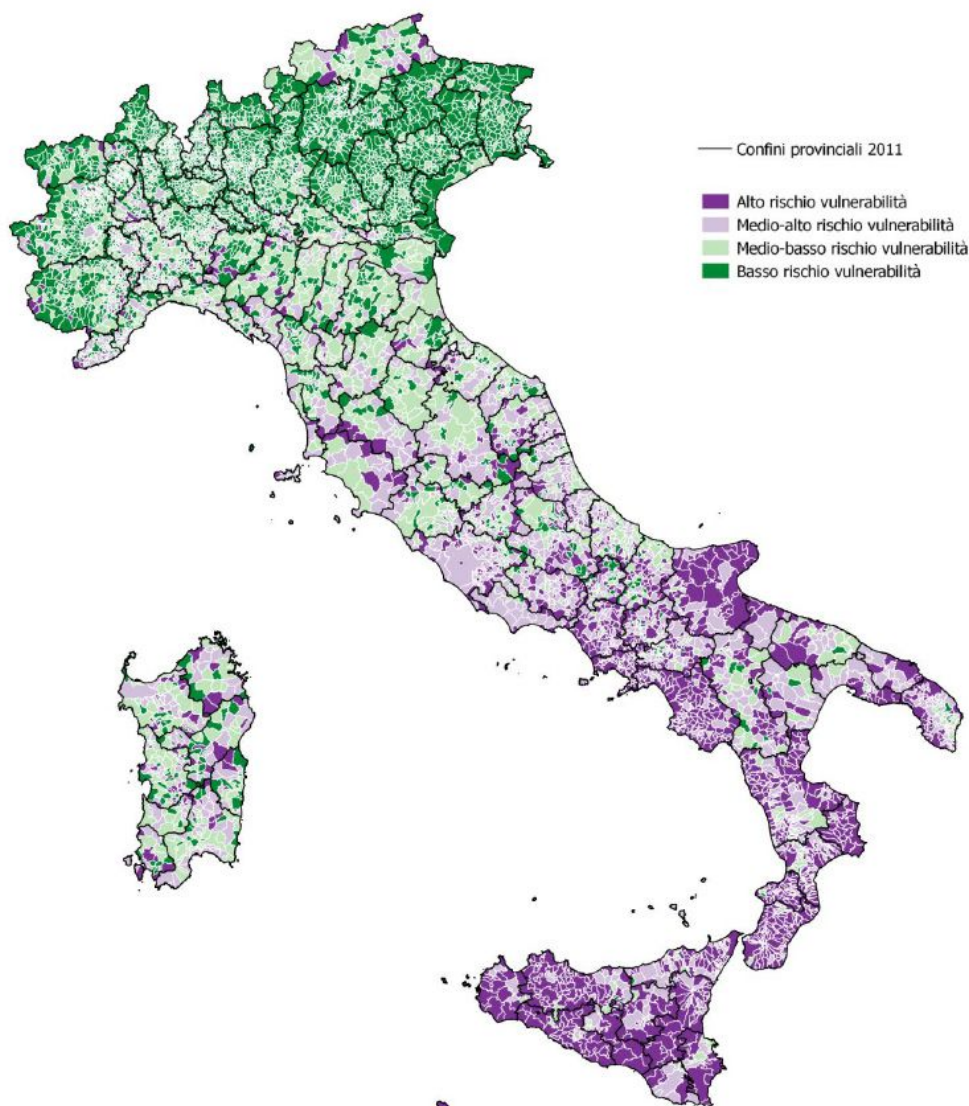 Confini provinciali 2011
Alto rischio vulnerabilità
Medio-alto rischio vulnerabilità
Medio-basso rischio vulnerabilità
Basso rischio vulnerabilità